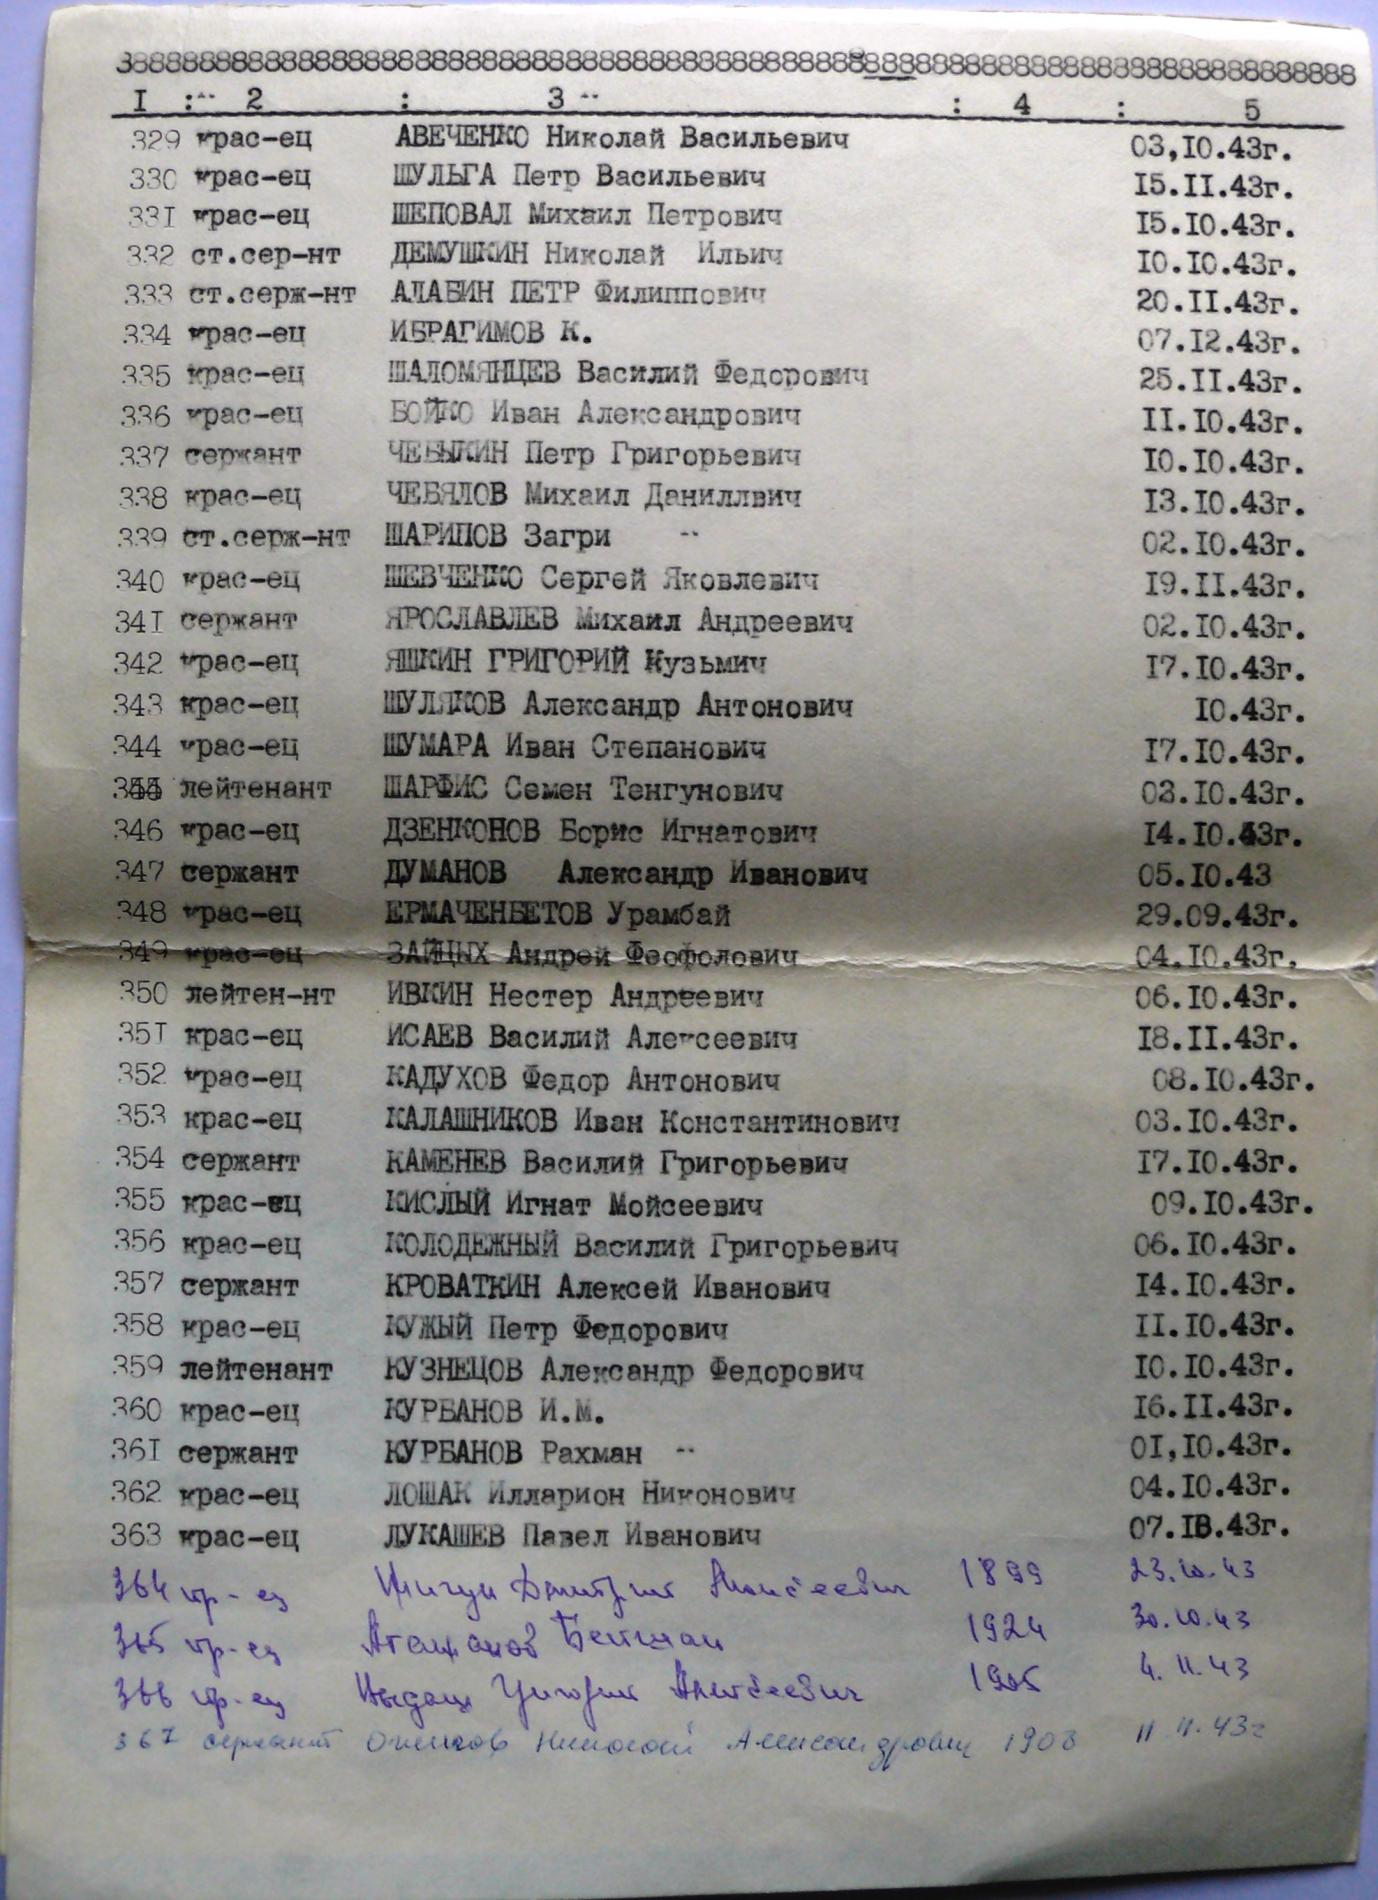 I : 2 : 3 : 4 : 5
329 крас-ец АВЕЧЕНКО Николай Васильевич 03,10.43г.
330 крас-ец ШУЛЬГА Петр Васильевич I5.II.43г.
33I крас-ец ШЕПОВАЛ Михаил Петрович I5.I0.43г.
332 ст.сер-нт ДЕМУШКИН Николай Ильич I0.I0.43г.
333 ст.серж-нт АЛАБИН ПЕТР Филиппович 20.II.43г.
334 крас-ец ИБРАГИМОВ К. 07.I2.43г.
335 крас-ец ШАЛОМЯНЦЕВ Василий Федорович 25.II.43г.
336 крас-ец БОЙКО Иван Александрович II.I0.43г.
337 сержант ЧЕБЫКИН Петр Григорьевич I0.I0.43г.
338 крас-ец ЧЕБЯЛОВ Михаил Даниллвич I3.I0.43г.
339 ст.серж-нт ШАРИПОВ Загри -- 02.I0.43г.
340 крас-ец ШЕВЧЕНКО Сергей Яковлевич I9.II.43г.
34I сержант ЯРОСЛАВЛЕВ Михаил Андреевич 02.I0.43г.
342 крас-ец ЯШКИН ГРИГОРИЙ Кузьмич I7.I0.43г.
343 крас-ец ШУЛЯКОВ Александр Антонович I0.43г.
344 крас-ец ШУМАРА Иван Степанович I7.I0.43г.
345 лейтенант ШАРФИС Семен Тенгунович 03.I0.43г.
346 крас-ец ДЗЕНКОНОВ Борис Игнатович I4.I0.43г.
347 сержант ДУМАНОВ Александр Иванович 05.I0.43
348 крас-ец ЕРМАЧЕНБЕТОВ Урамбай 29.09.43г.
349 крас-ец ЗАЙЦЫХ Андрей Феофолович 04.I0.43г.
350 лейтен-нт ИВКИН Нестер Андреевич 06.I0.43г.
35I крас-ец ИСАЕВ Василий Алексеевич I8.II.43г.
352 крас-ец КАДУХОВ Федор Антонович 08.I0.43г.
353 крас-ец КАЛАШНИКОВ Иван Константинович 03.I0.43г.
354 сержант КАМЕНЕВ Василий Григорьевич I7.I0.43г.
355 крас-ец КИСЛЫЙ Игнат Мойсеевич 09.I0.43г.
356 крас-ец КОЛОДЕЖНЫЙ Василий Григорьевич 06.I0.43г.
357 сержант КРОВАТКИН Алексей Иванович I4.I0.43г.
358 крас-ец КУЖЫЙ Петр Федорович II.I0.43г.
359 лейтенант КУЗНЕЦОВ Александр Федорович I0.I0.43г.
360 крас-ец КУРБАНОВ И.М. I6.II.43г.
36I сержант КУРБАНОВ Рахман -- 0I,I0.43г.
362 крас-ец ЛОШАК Илларион Никонович 04.I0.43г.
363 крас-ец ЛУКАШЕВ Павел Иванович 07.I0.43г.
364 кр-ец Дмитрий 1899 23.10.43
365 кр-ец 1924 30.10.43
366 кр-ец Григорий Алексеевич 1905 4.11.43
367 сержант Николай Александрович 1908 11.11.43г